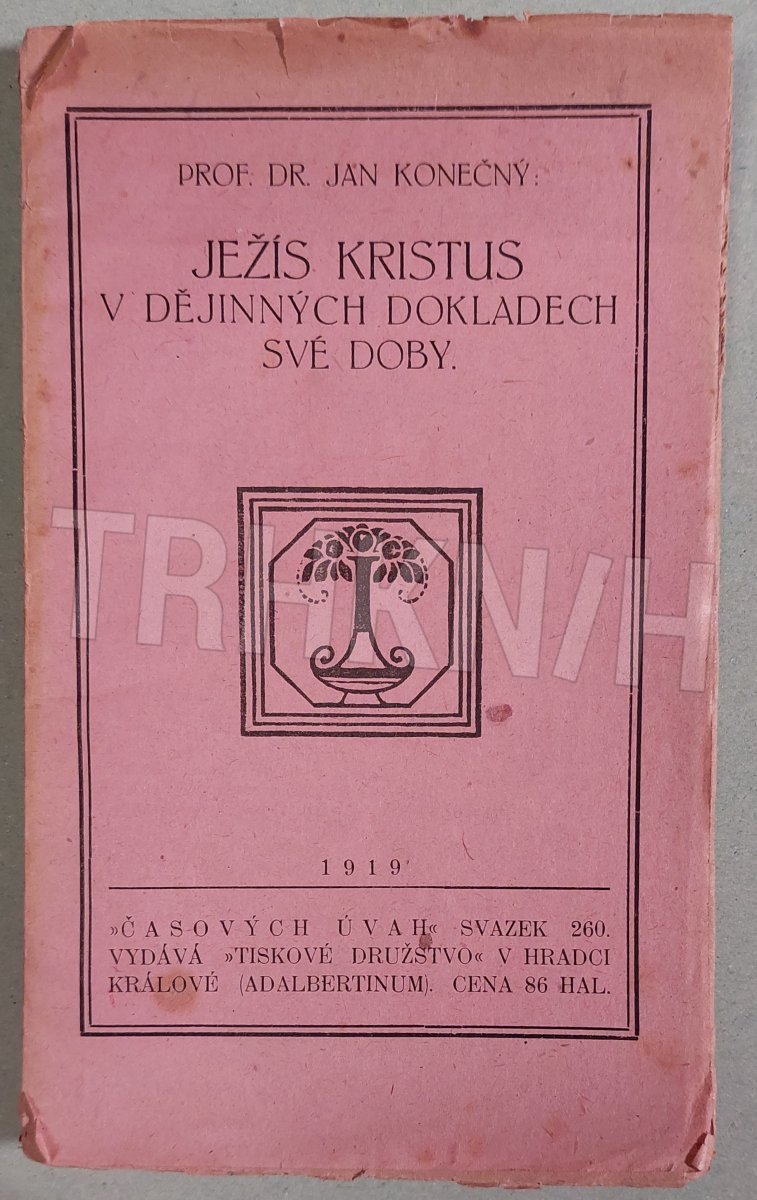 PROF. DR. JAN KONEČNÝ:
JEŽÍS KRISTUS
V DĚJINNÝCH DOKLADECH
SVÉ DOBY.
TRHKN/H
1919
»ČASOVÝCH ÚVAH« SVAZEK 260.
VYDÁVÁ »TISKOVÉ DRUŽSTVO« V HRADCI
KRÁLOVÉ (ADALBERTINUM). CENA 86 HAL.